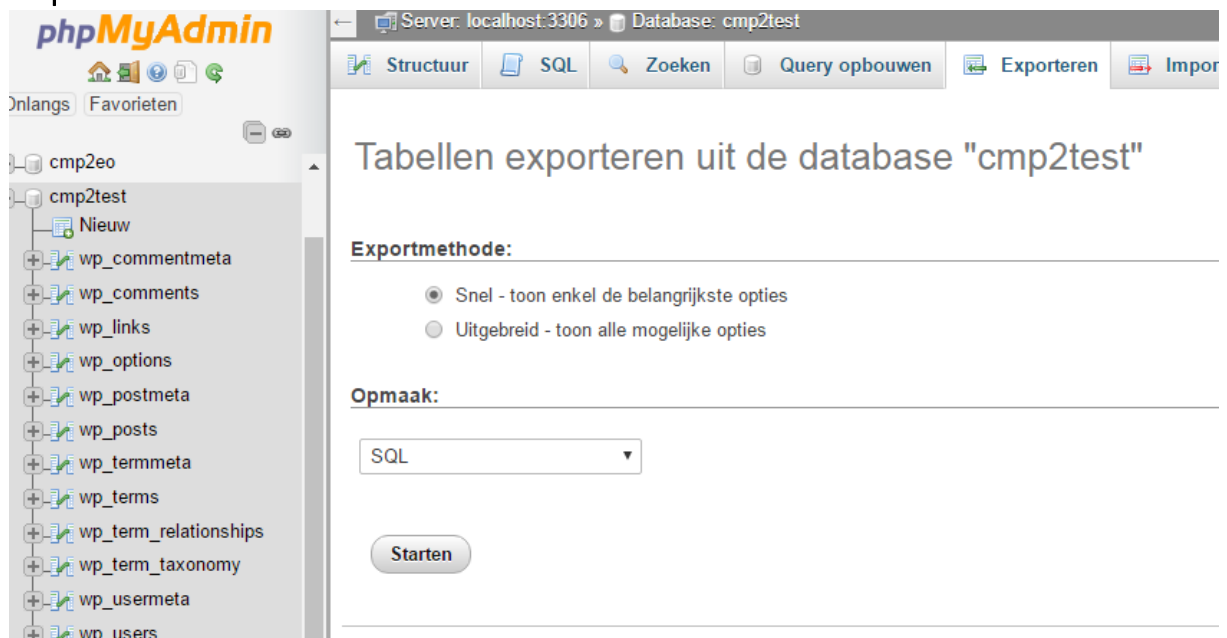 phpMyAdmin
Server: localhost:3306 » Database: cmp2test
Structuur SQL Zoeken Query opbouwen Exporteren Impor
Onlangs Favorieten
cmp2eo
cmp2test
Nieuw
wp_commentmeta
wp_comments
wp_links
wp_options
wp_postmeta
wp_posts
wp_termmeta
wp_terms
wp_term_relationships
wp_term_taxonomy
wp_usermeta
wp_users
Tabellen exporteren uit de database "cmp2test"
Exportmethode:
Snel - toon enkel de belangrijkste opties
Uitgebreid - toon alle mogelijke opties
Opmaak:
SQL
Starten